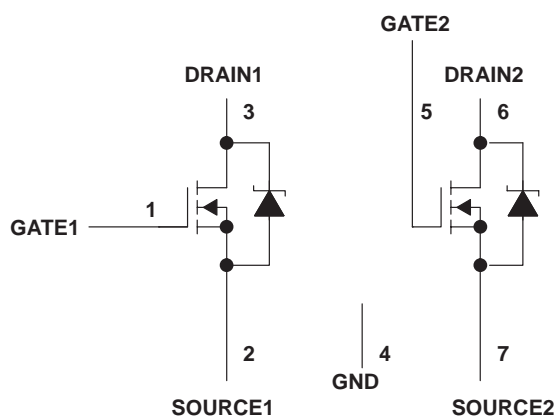 GATE2
DRAIN1 DRAIN2
3 5 6
1
GATE1
2 4 7
GND
SOURCE1 SOURCE2